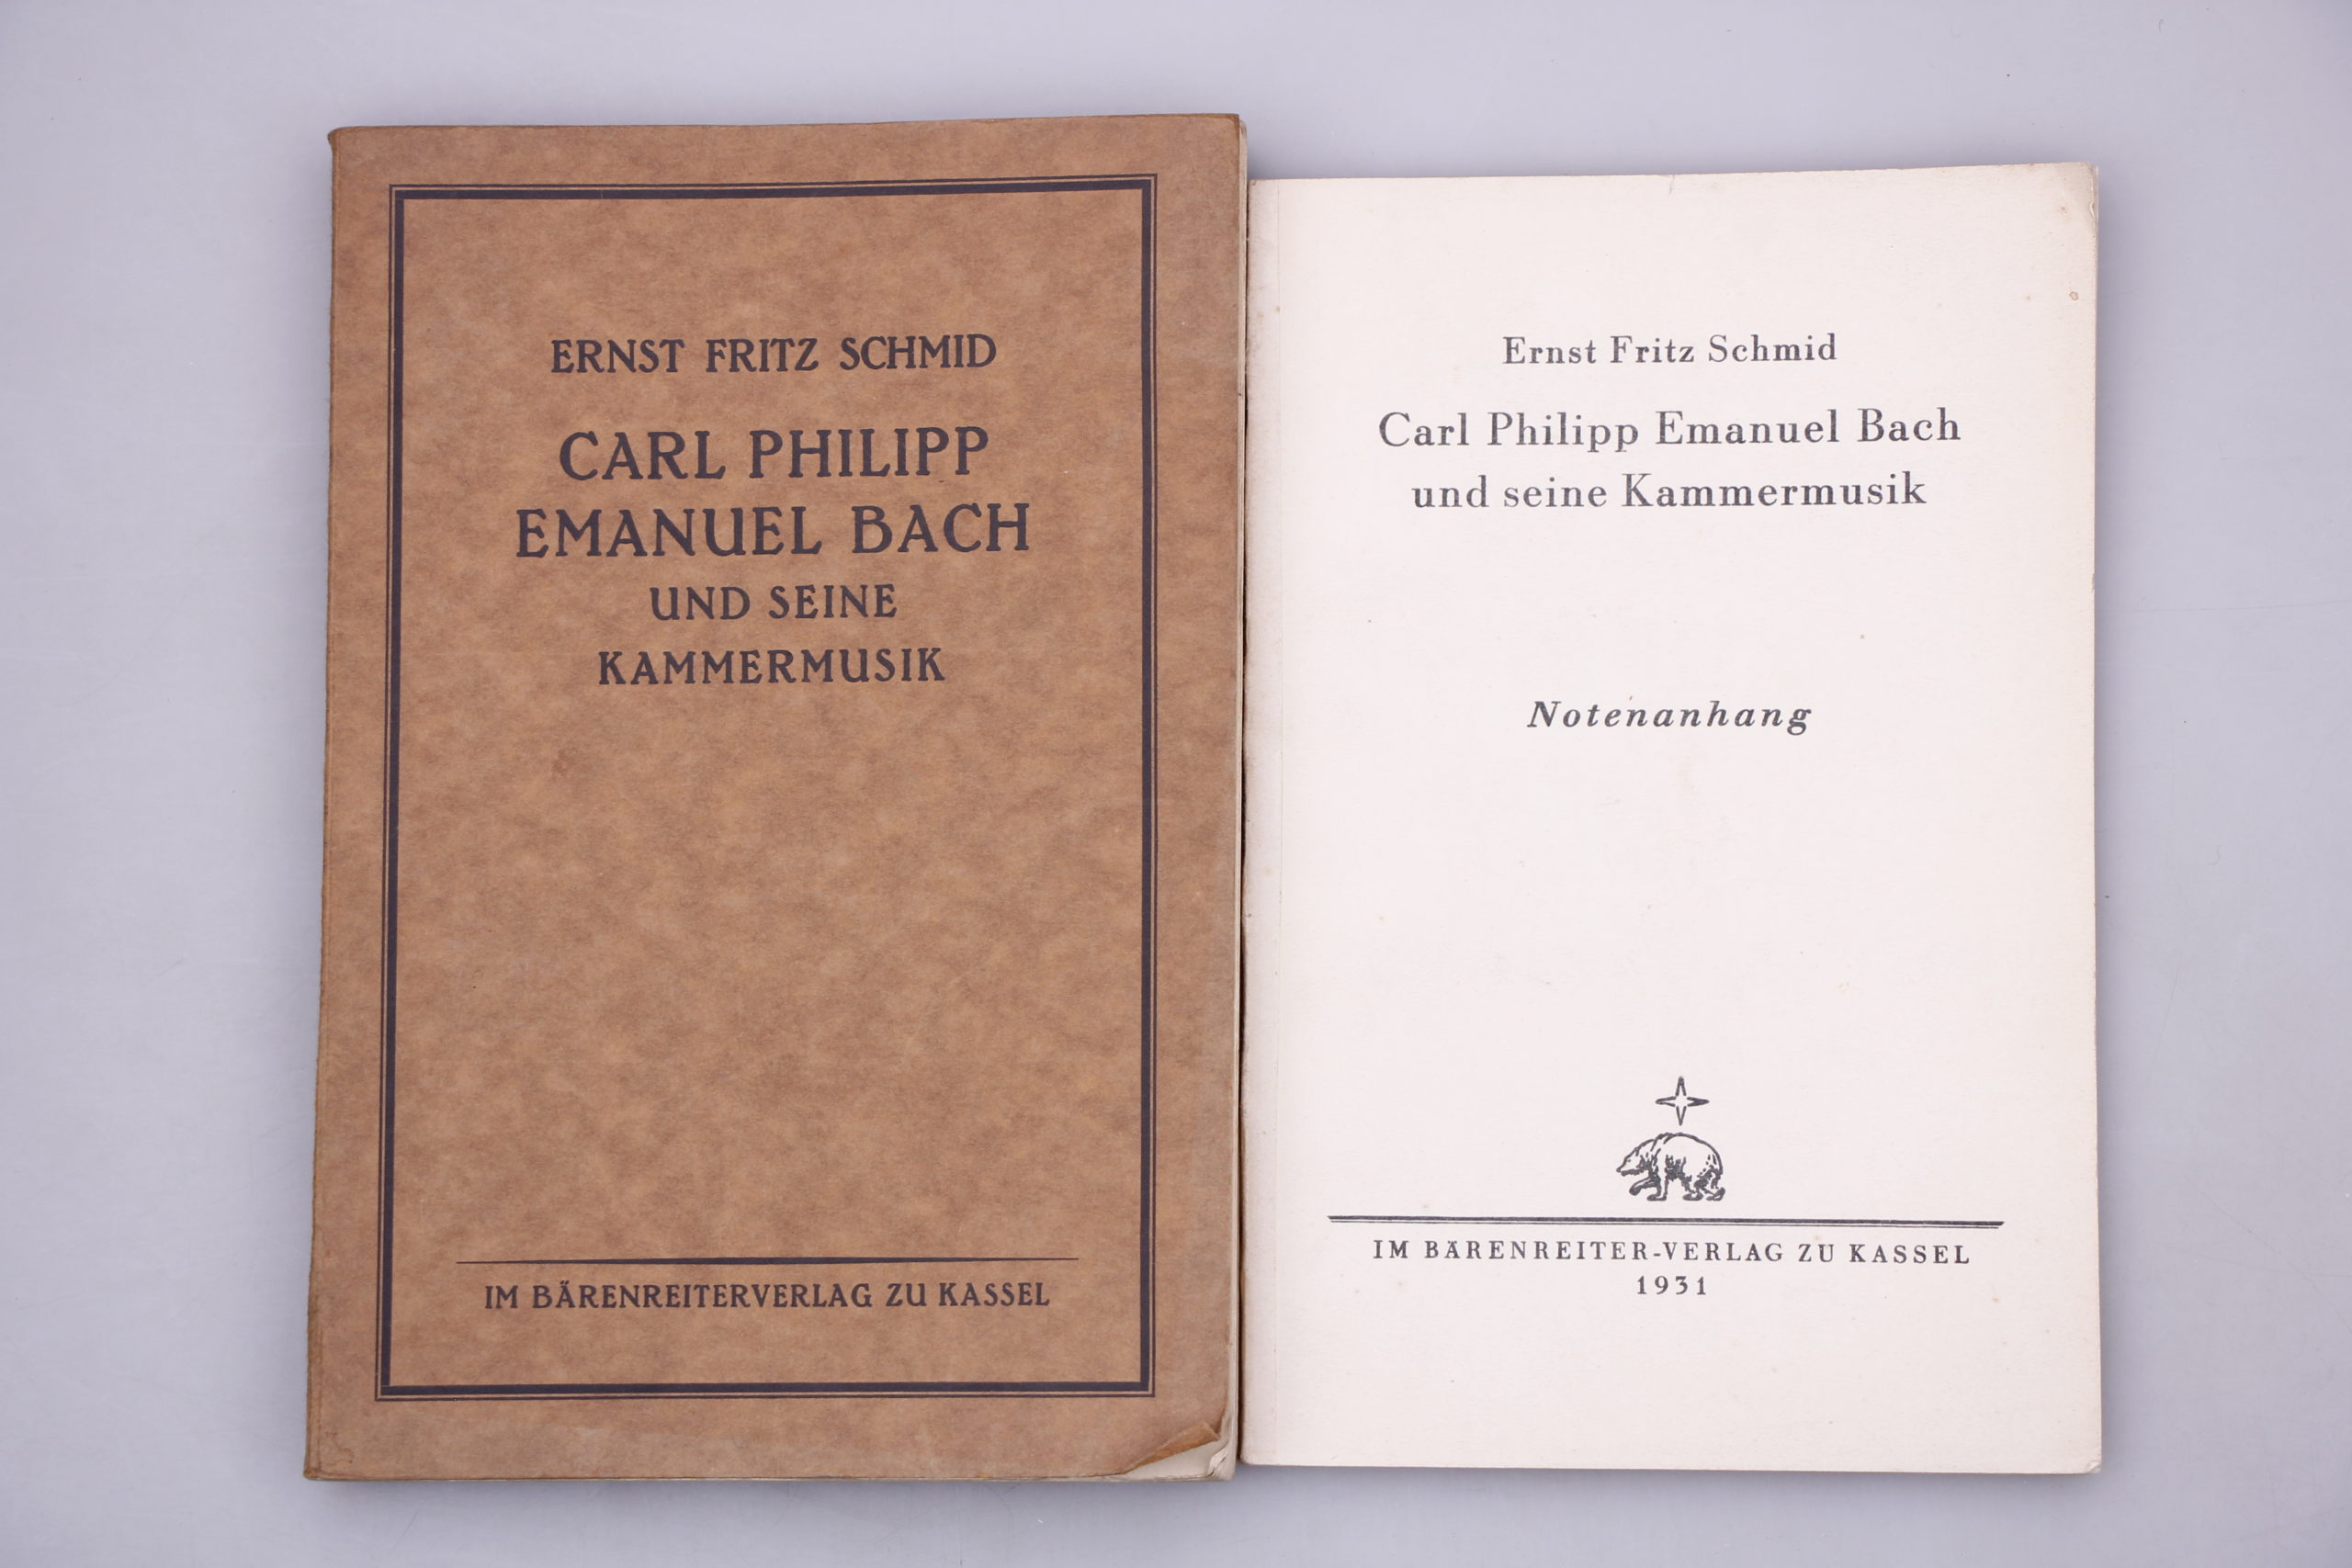 ERNST FRITZ SCHMID
CARL PHILIPP
EMANUEL BACH
UND SEINE
KAMMERMUSIK
IM BÄRENREITERVERLAG ZU KASSEL
Ernst Fritz Schmid
Carl Philipp Emanuel Bach
und seine Kammermusik
Notenanhang
IM BÄRENREITER-VERLAG ZU KASSEL
1931